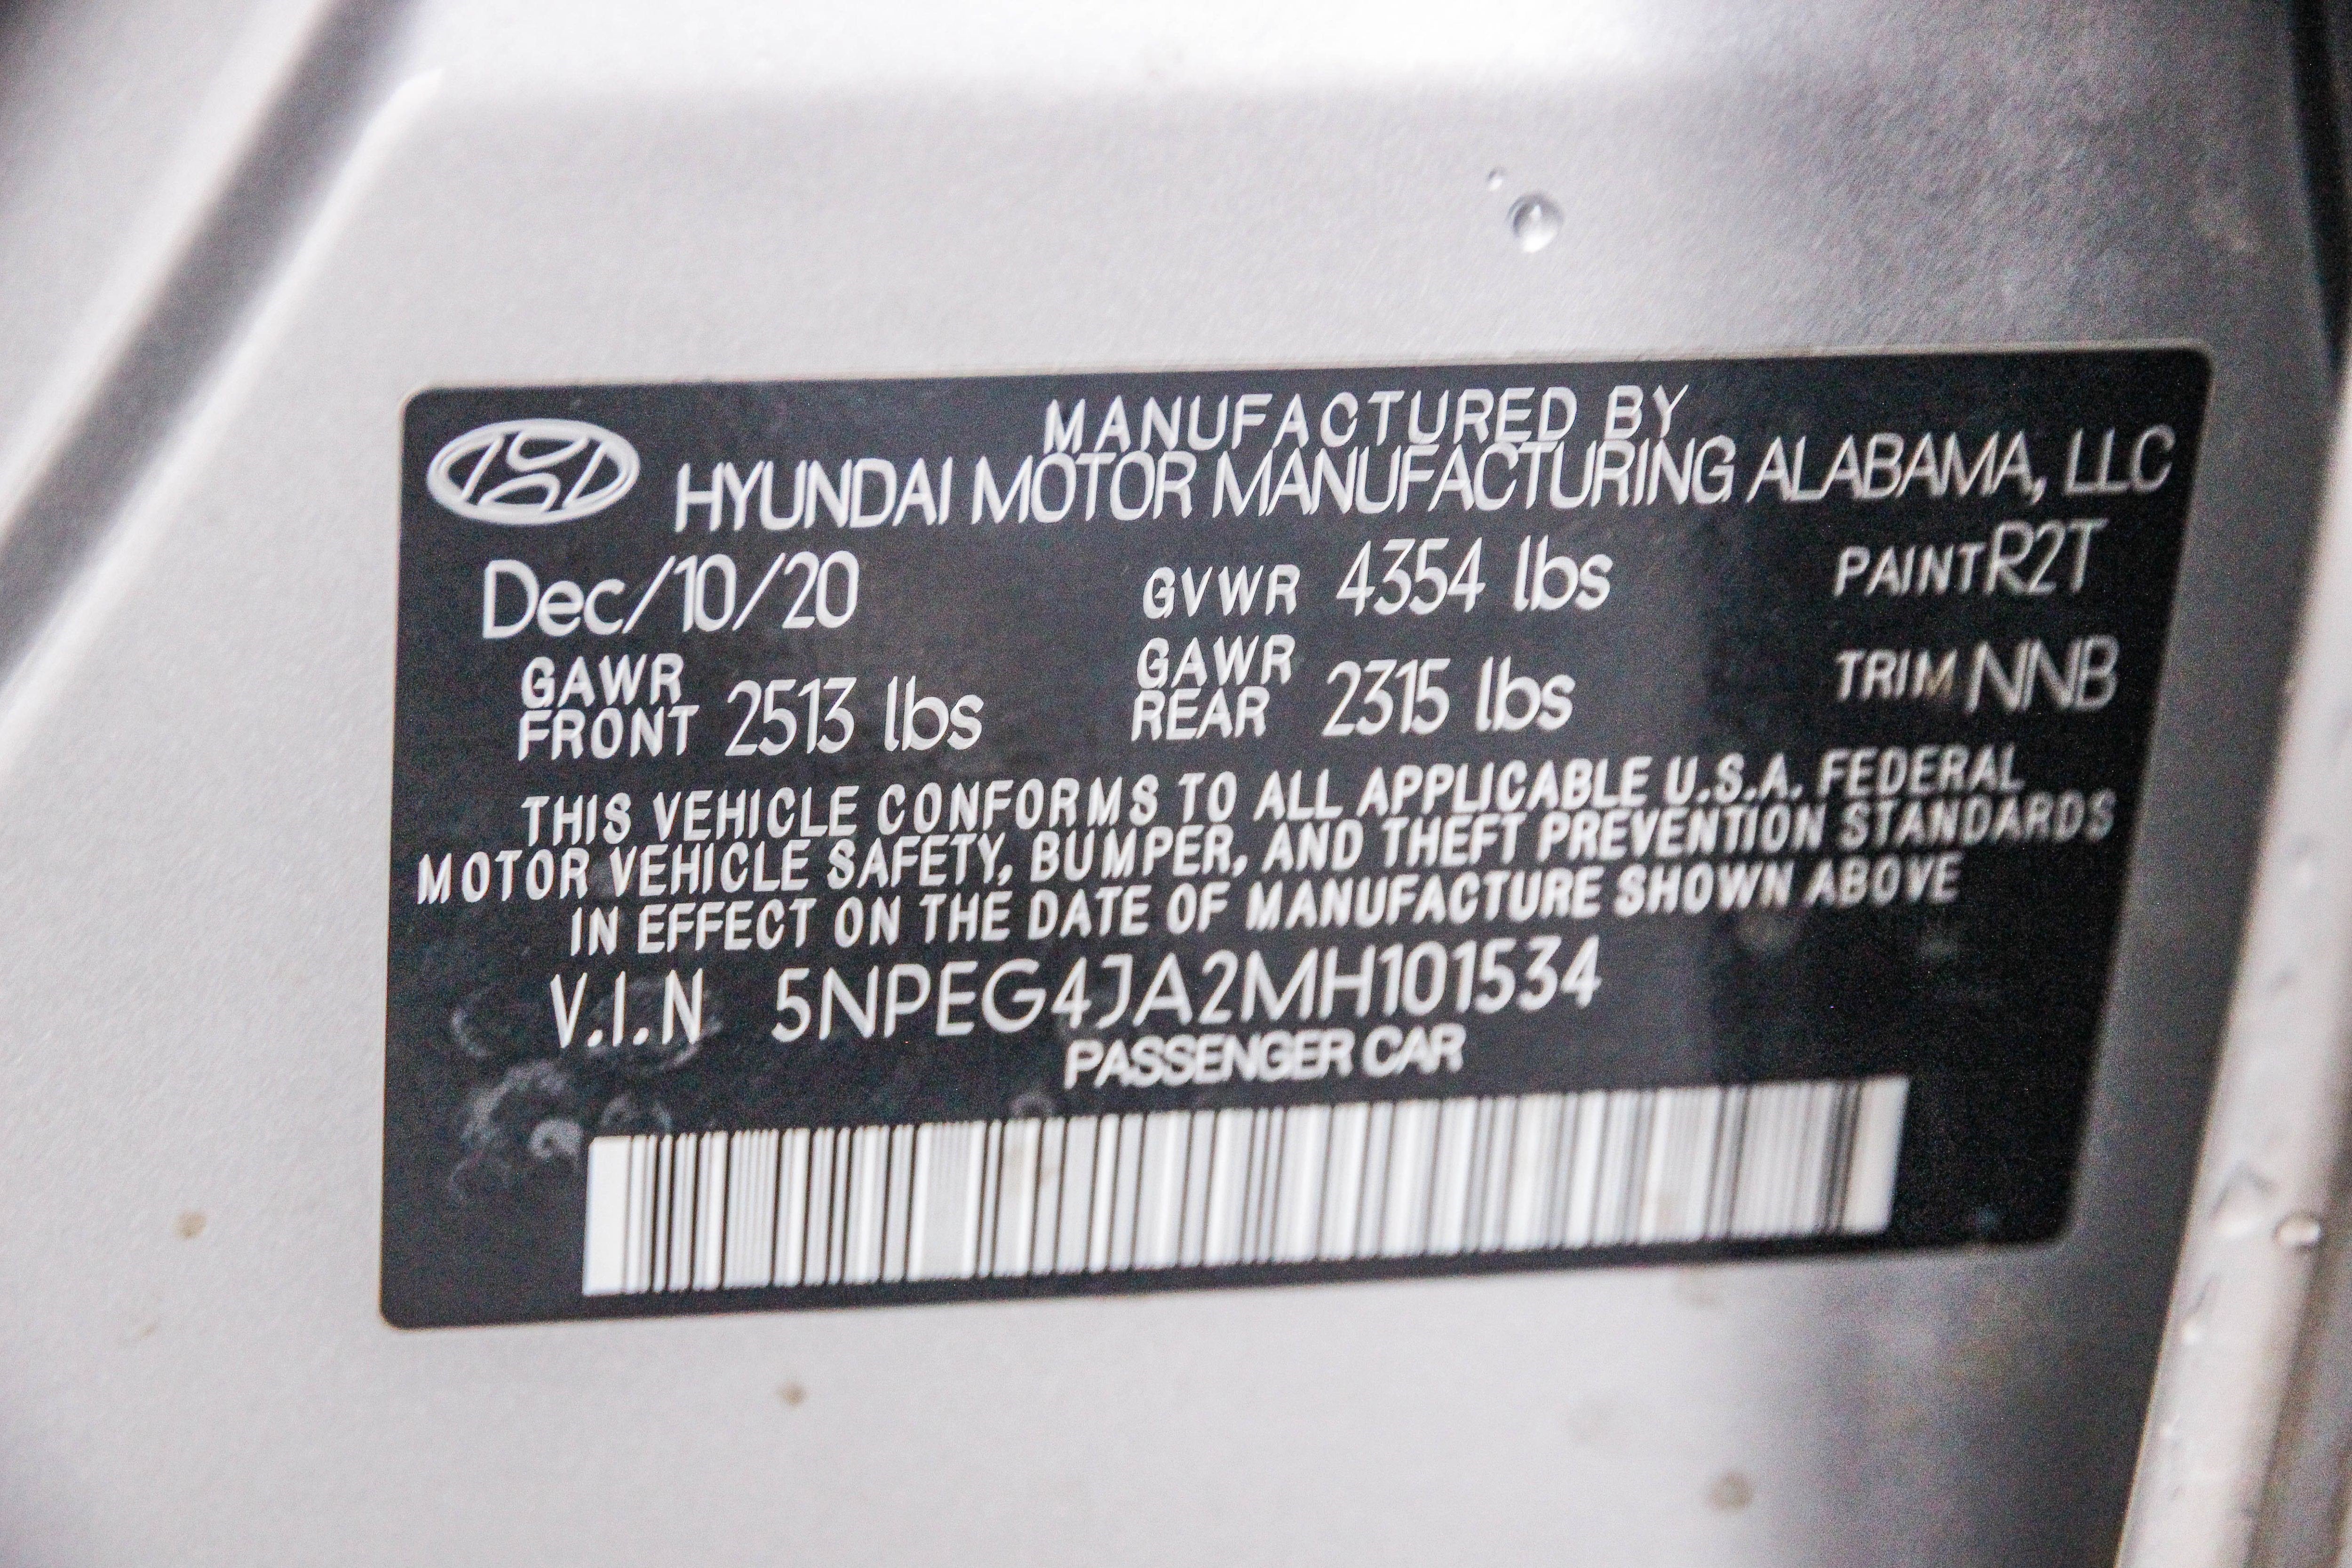 MANUFACTURED BY
HYUNDAI MOTOR MANUFACTURING ALABAMA, LLC
Dec/10/20 GVWR 4354 lbs PAINT R2T
GAWR FRONT 2513 lbs GAWR REAR 2315 lbs TRIM NNB
THIS VEHICLE CONFORMS TO ALL APPLICABLE U.S.A. FEDERAL
MOTOR VEHICLE SAFETY, BUMPER, AND THEFT PREVENTION STANDARDS
IN EFFECT ON THE DATE OF MANUFACTURE SHOWN ABOVE
V.I.N 5NPEG4JA2MH101534
PASSENGER CAR